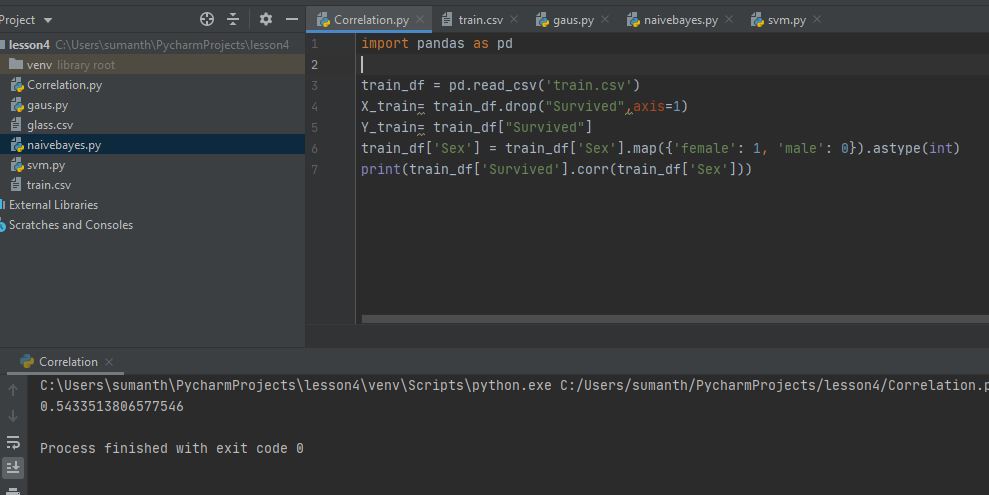 Project
Correlation.py train.csv gaus.py naivebayes.py svm.py
lesson4 C:\Users\sumanth\PycharmProjects\lesson4
venv library root
Correlation.py
gaus.py
glass.csv
naivebayes.py
svm.py
train.csv
External Libraries
Scratches and Consoles
1 import pandas as pd
2
3 train_df = pd.read_csv('train.csv')
4 X_train= train_df.drop("Survived",axis=1)
5 Y_train= train_df["Survived"]
6 train_df['Sex'] = train_df['Sex'].map({'female': 1, 'male': 0}).astype(int)
7 print(train_df['Survived'].corr(train_df['Sex']))
Correlation
C:\Users\sumanth\PycharmProjects\lesson4\venv\Scripts\python.exe C:/Users/sumanth/PycharmProjects/lesson4/Correlation.p
0.5433513806577546
Process finished with exit code 0